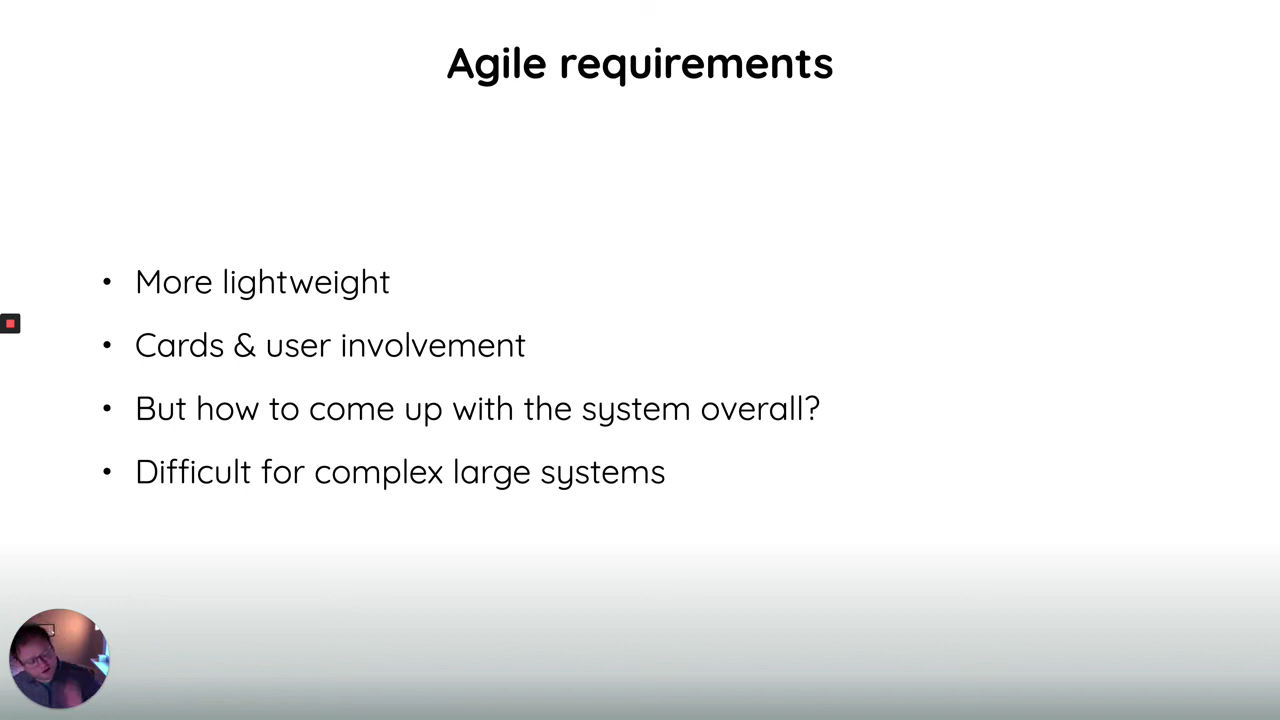 Agile requirements
• More lightweight
• Cards & user involvement
• But how to come up with the system overall?
• Difficult for complex large systems